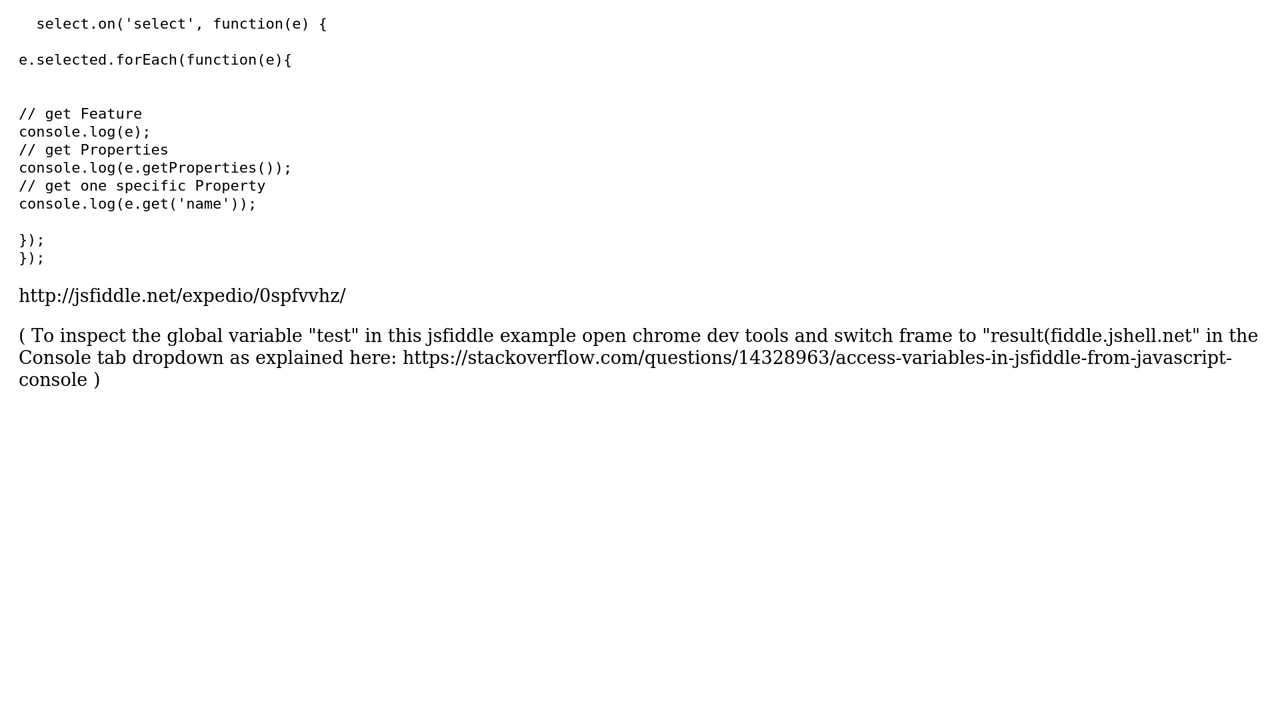 select.on('select', function(e) {
e.selected.forEach(function(e){
// get Feature
console.log(e);
// get Properties
console.log(e.getProperties());
// get one specific Property
console.log(e.get('name'));
});
});
http://jsfiddle.net/expedio/0spfvvhz/
( To inspect the global variable "test" in this jsfiddle example open chrome dev tools and switch frame to "result(fiddle.jshell.net" in the
Console tab dropdown as explained here: https://stackoverflow.com/questions/14328963/access-variables-in-jsfiddle-from-javascript-
console )